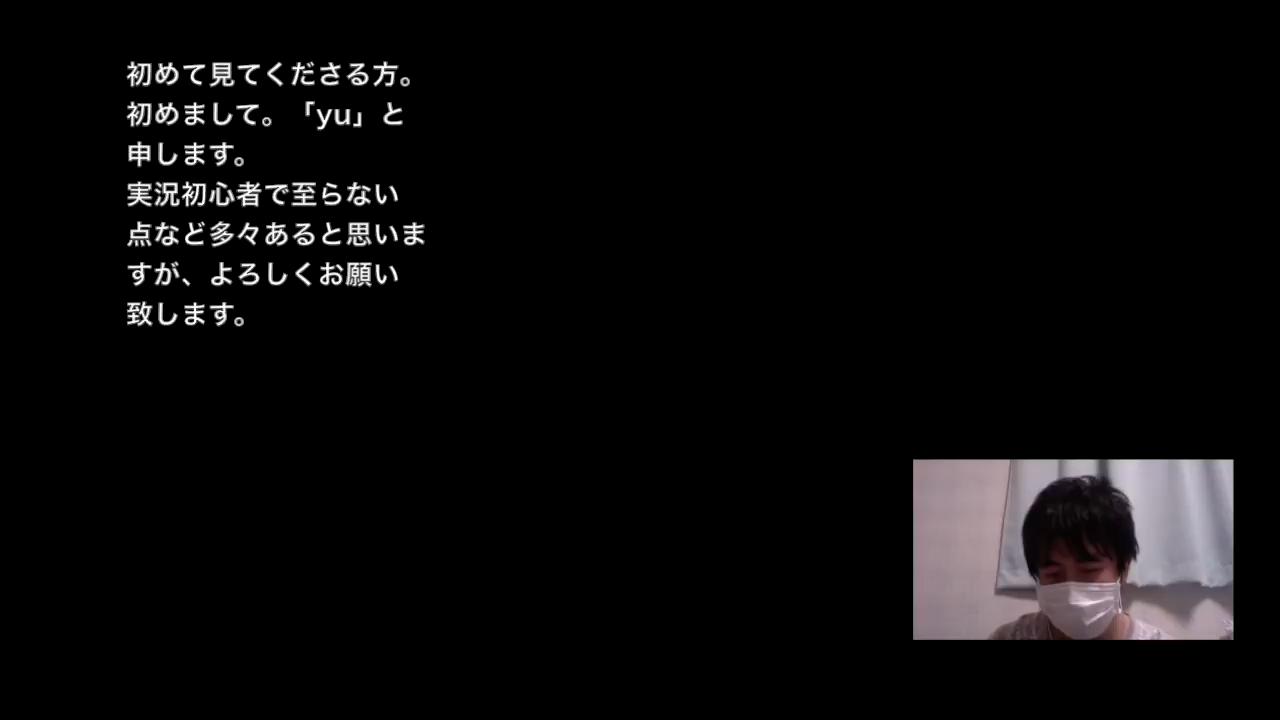 初めて見てくださる方。
初めまして。「yu」と
申します。
実況初心者で至らない
点など多々あると思いま
すが、よろしくお願い
致します。